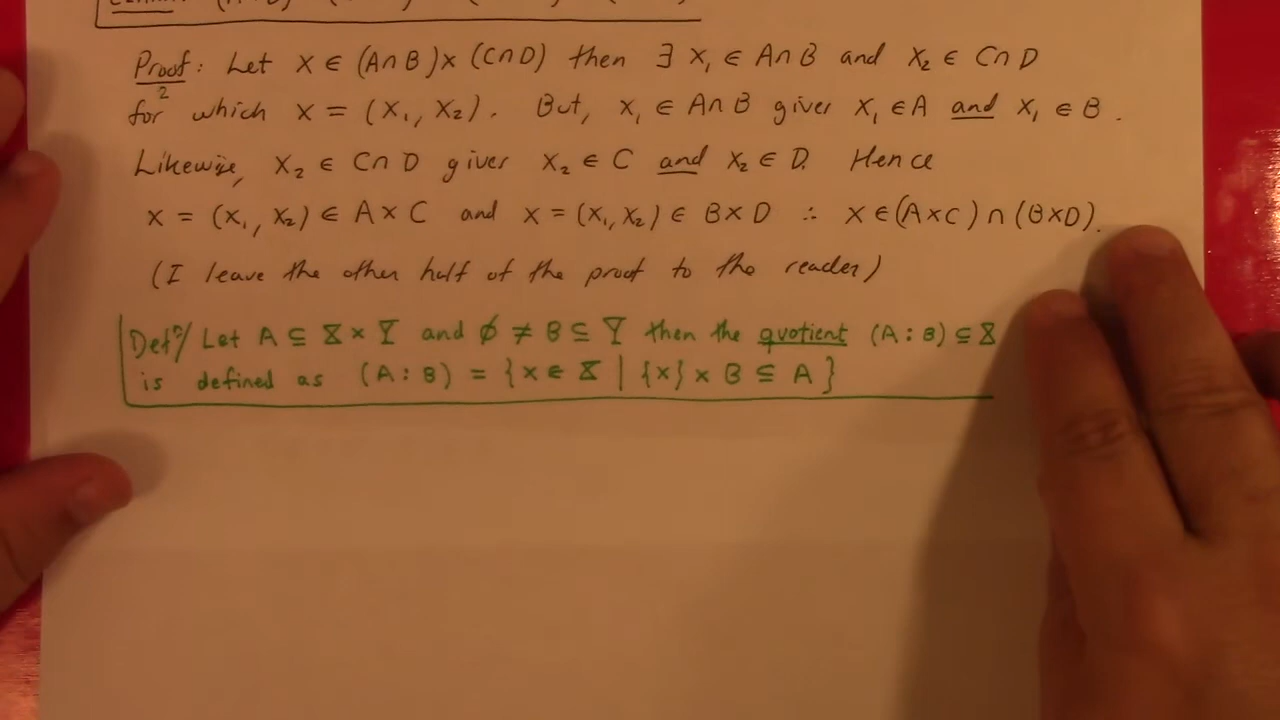 Proof: Let x ∈ (A∩B)×(C∩D) then ∃ x₁ ∈ A∩B and x₂ ∈ C∩D
2
for which x = (x₁, x₂). But, x₁ ∈ A∩B gives x₁ ∈ A and x₁ ∈ B.
Likewise, x₂ ∈ C∩D gives x₂ ∈ C and x₂ ∈ D. Hence
x = (x₁, x₂) ∈ A×C and x = (x₁, x₂) ∈ B×D ∴ x ∈ (A×C) ∩ (B×D).
(I leave the other half of the proof to the reader)
Defⁿ/ Let A ⊆ X × Y and ∅ ≠ B ⊆ Y then the quotient (A : B) ⊆ X
is defined as (A : B) = {x ∈ X | {x} × B ⊆ A}